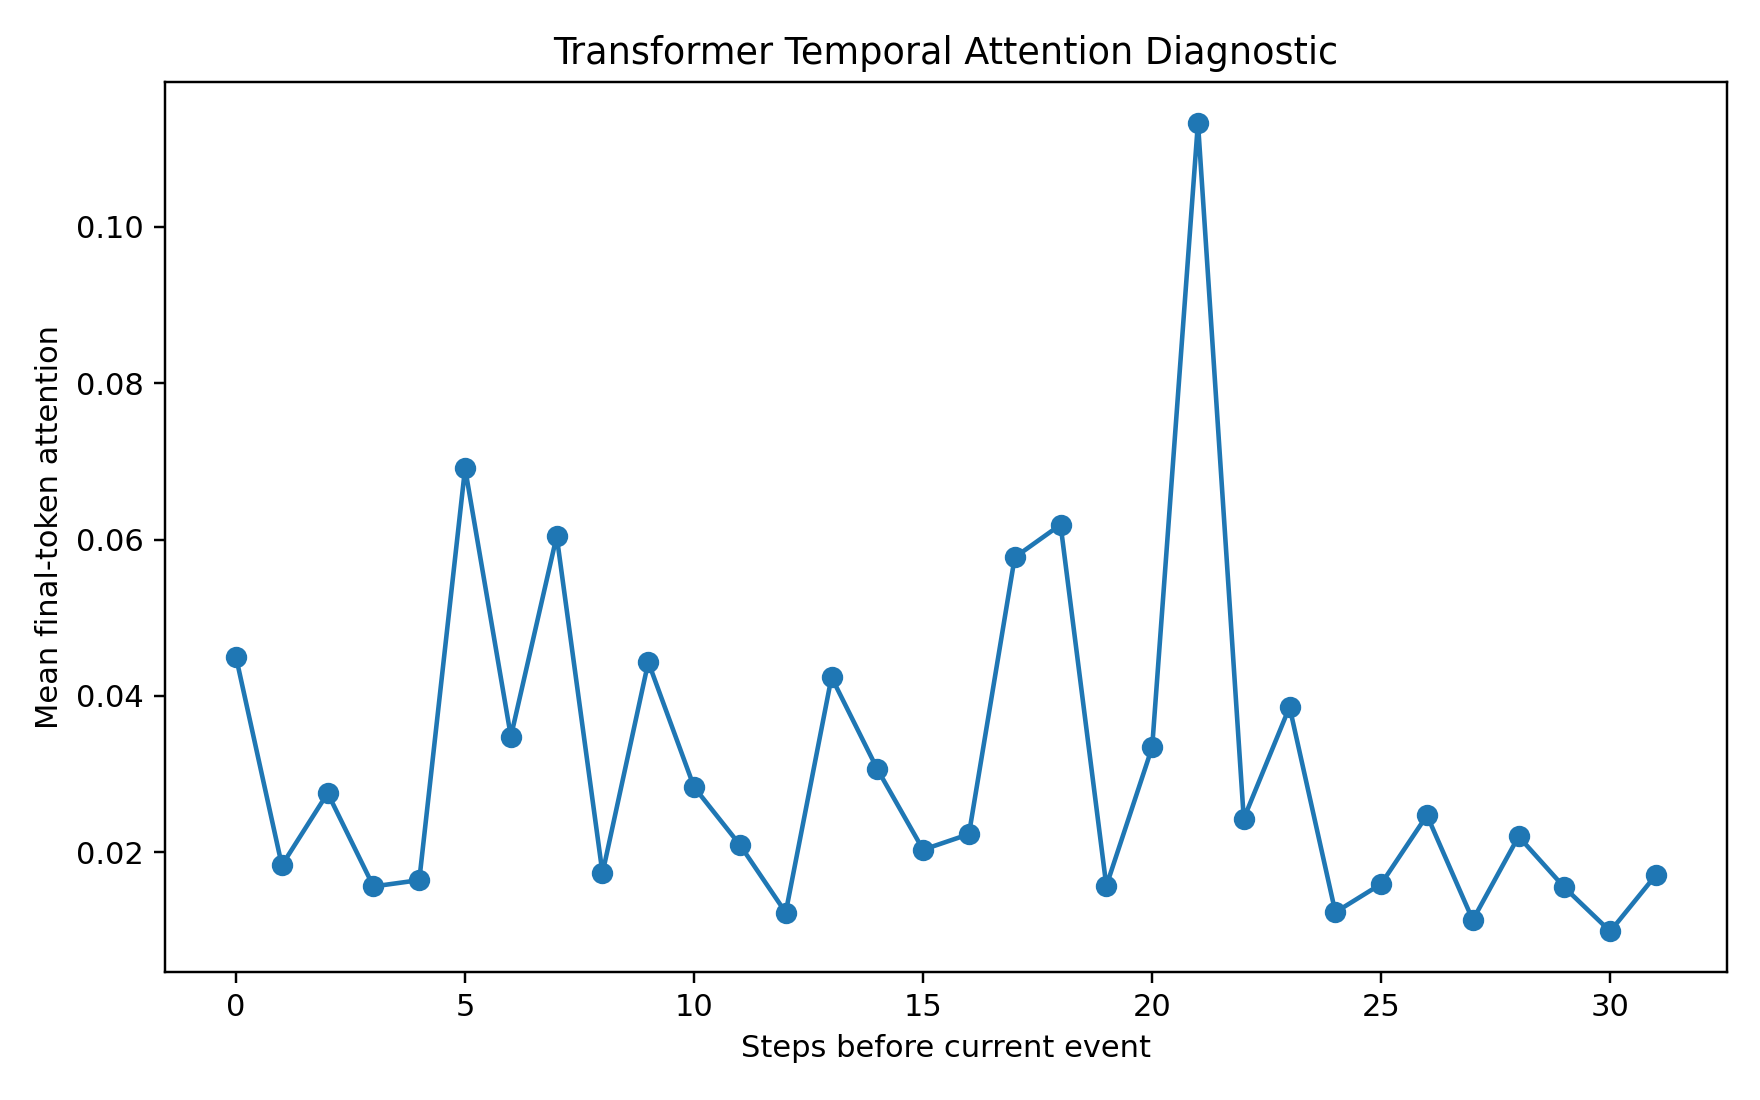 Transformer Temporal Attention Diagnostic
Mean final-token attention
0.10
0.08
0.06
0.04
0.02
0 5 10 15 20 25 30
Steps before current event